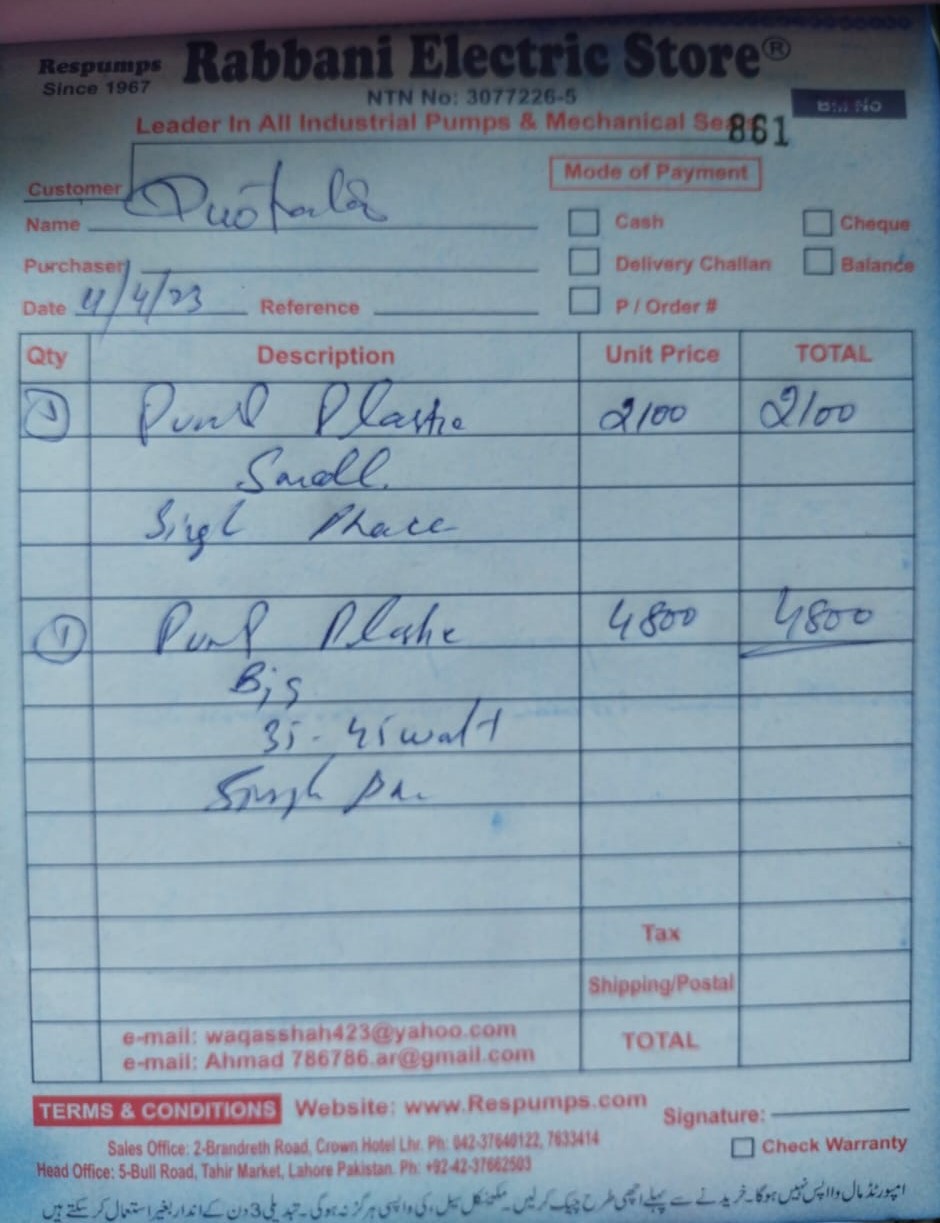 Respumps
Since 1967
Rabbani Electric Store®
NTN No: 3077226-5
Bill No
Leader In All Industrial Pumps & Mechanical Se
861
Customer
Name
Mode of Payment
Cash
Cheque
Purchaser
Delivery Challan
Balance
Date 4/4/23 Reference
P / Order #
Qty Description Unit Price TOTAL
1 Pump Plastic 2100 2100
Small
Singl Phase
1 Pump Plastic 4800 4800
Big
35-45 watt
Tax
Shipping/Postal
e-mail: waqasshah423@yahoo.com
e-mail: Ahmad 786786.ar@gmail.com
TOTAL
TERMS & CONDITIONS Website: www.Respumps.com
Signature:
Sales Office: 2-Brandreth Road, Crown Hotel Lhr. Ph: 042-37640122, 7633414
Check Warranty
Head Office: 5-Bull Road, Tahir Market, Lahore Pakistan. Ph: +92-42-37662503
امپورٹڈ مال واپس نہیں ہوگا۔ خریدنے سے پہلے اچھی طرح چیک کرلیں۔ مکینیکل سیل، کی واپسی ہرگز نہ ہوگی۔ تبدیلی 3 دن کے اندار بغیر استعمال کر سکتے ہیں